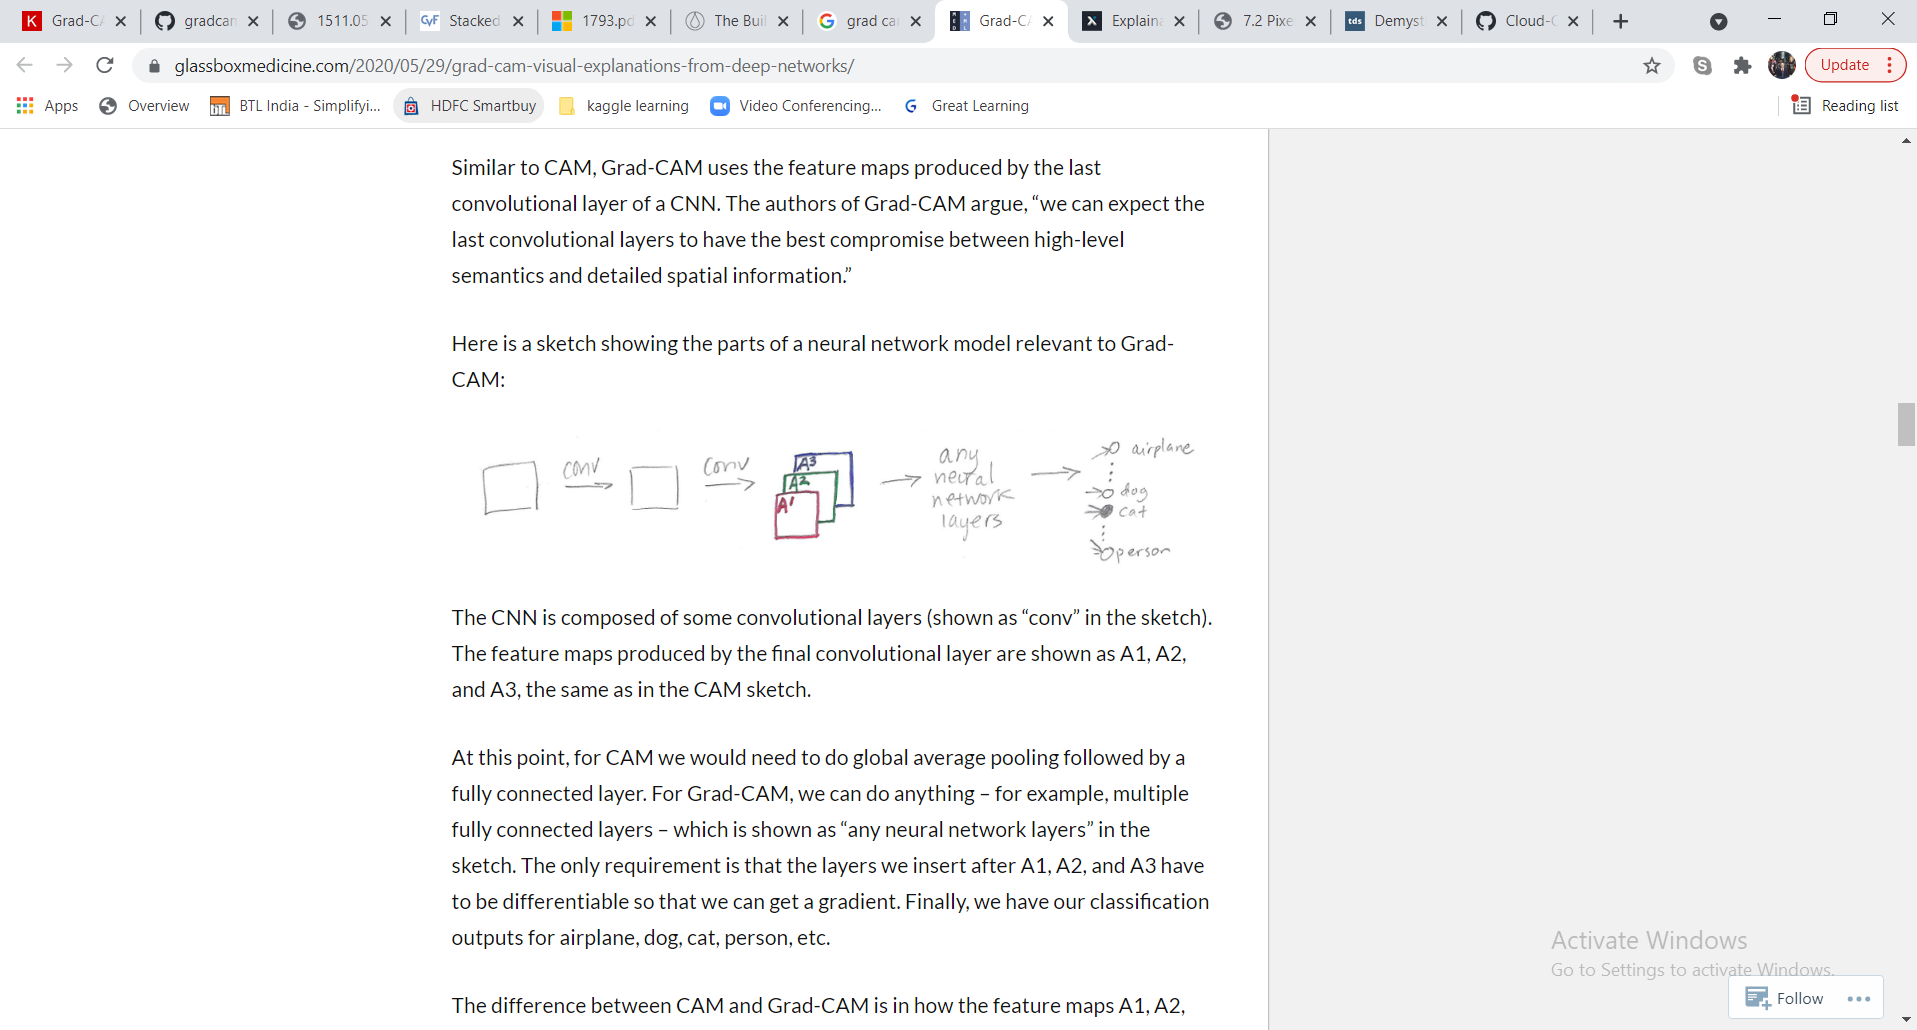 Grad-CA
gradcam
1511.05
GyF Stacked
1793.pd
The Buil
grad car
Grad-CA
Explaina
7.2 Pixe
tds Demyst
Cloud-C
glassboxmedicine.com/2020/05/29/grad-cam-visual-explanations-from-deep-networks/
Update
Apps
Overview
BTL India - Simplifyi...
HDFC Smartbuy
kaggle learning
Video Conferencing...
Great Learning
Reading list
Similar to CAM, Grad-CAM uses the feature maps produced by the last
convolutional layer of a CNN. The authors of Grad-CAM argue, “we can expect the
last convolutional layers to have the best compromise between high-level
semantics and detailed spatial information.”
Here is a sketch showing the parts of a neural network model relevant to Grad-
CAM:
conv
conv
A3
A2
A1
any
neural
network
layers
airplane
dog
cat
person
The CNN is composed of some convolutional layers (shown as “conv” in the sketch).
The feature maps produced by the final convolutional layer are shown as A1, A2,
and A3, the same as in the CAM sketch.
At this point, for CAM we would need to do global average pooling followed by a
fully connected layer. For Grad-CAM, we can do anything – for example, multiple
fully connected layers – which is shown as “any neural network layers” in the
sketch. The only requirement is that the layers we insert after A1, A2, and A3 have
to be differentiable so that we can get a gradient. Finally, we have our classification
outputs for airplane, dog, cat, person, etc.
The difference between CAM and Grad-CAM is in how the feature maps A1, A2,
Activate Windows
Go to Settings to activate Windows.
Follow